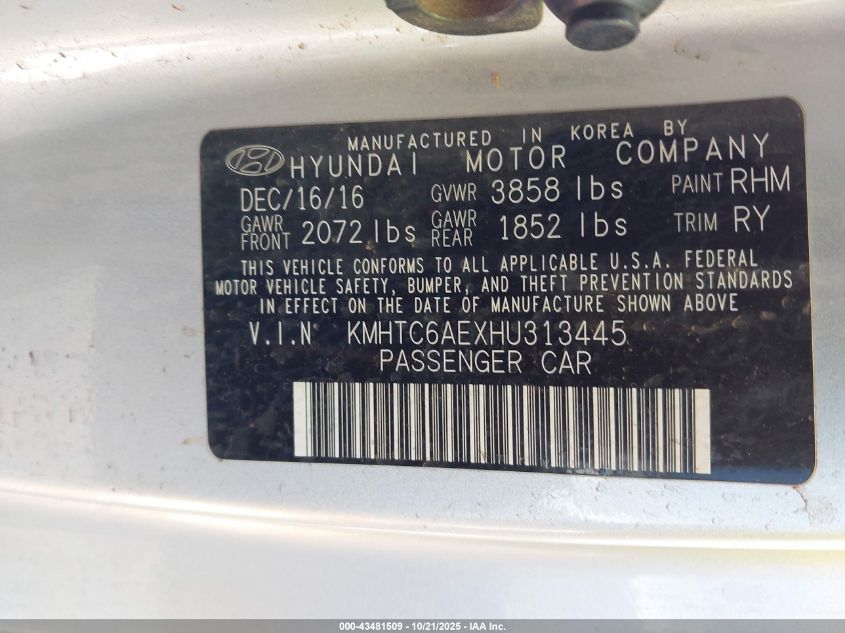 MANUFACTURED IN KOREA BY
HYUNDAI MOTOR COMPANY
DEC/16/16 GVWR 3858 lbs PAINT RHM
GAWR FRONT 2072 lbs GAWR REAR 1852 lbs TRIM RY
THIS VEHICLE CONFORMS TO ALL APPLICABLE U.S.A. FEDERAL
MOTOR VEHICLE SAFETY, BUMPER, AND THEFT PREVENTION STANDARDS
IN EFFECT ON THE DATE OF MANUFACTURE SHOWN ABOVE
V.I.N KMHTC6AEXHU313445
PASSENGER CAR
000-43481509 - 10/21/2025 - IAA Inc.